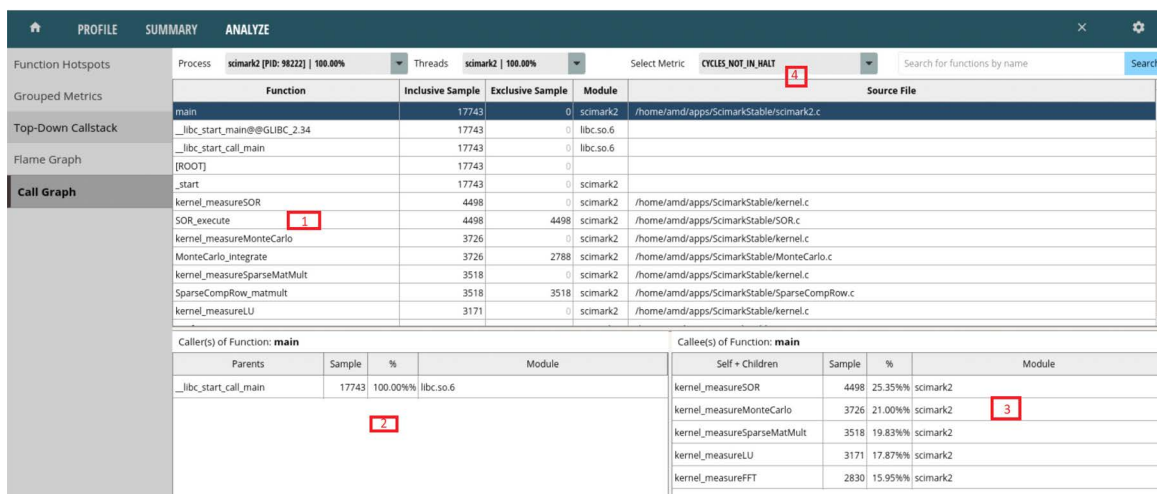 PROFILE SUMMARY ANALYZE
Function Hotspots
Grouped Metrics
Top-Down Callstack
Flame Graph
Call Graph
Process scimark2 [PID: 98222] | 100.00% Threads scimark2 | 100.00% Select Metric CYCLES_NOT_IN_HALT Search for functions by name Search
4
Function Inclusive Sample Exclusive Sample Module Source File
main 17743 0 scimark2 /home/amd/apps/ScimarkStable/scimark2.c
__libc_start_main@@GLIBC_2.34 17743 0 libc.so.6
__libc_start_call_main 17743 0 libc.so.6
[ROOT] 17743 0
_start 17743 0 scimark2
kernel_measureSOR 4498 0 scimark2 /home/amd/apps/ScimarkStable/kernel.c
SOR_execute 1 4498 4498 scimark2 /home/amd/apps/ScimarkStable/SOR.c
kernel_measureMonteCarlo 3726 0 scimark2 /home/amd/apps/ScimarkStable/kernel.c
MonteCarlo_integrate 3726 2788 scimark2 /home/amd/apps/ScimarkStable/MonteCarlo.c
kernel_measureSparseMatMult 3518 0 scimark2 /home/amd/apps/ScimarkStable/kernel.c
SparseCompRow_matmult 3518 3518 scimark2 /home/amd/apps/ScimarkStable/SparseCompRow.c
kernel_measureLU 3171 0 scimark2 /home/amd/apps/ScimarkStable/kernel.c
Caller(s) of Function: main
Parents Sample % Module
__libc_start_call_main 17743 100.00%% libc.so.6
2
Callee(s) of Function: main
Self + Children Sample % Module
kernel_measureSOR 4498 25.35%% scimark2
kernel_measureMonteCarlo 3726 21.00%% scimark2 3
kernel_measureSparseMatMult 3518 19.83%% scimark2
kernel_measureLU 3171 17.87%% scimark2
kernel_measureFFT 2830 15.95%% scimark2